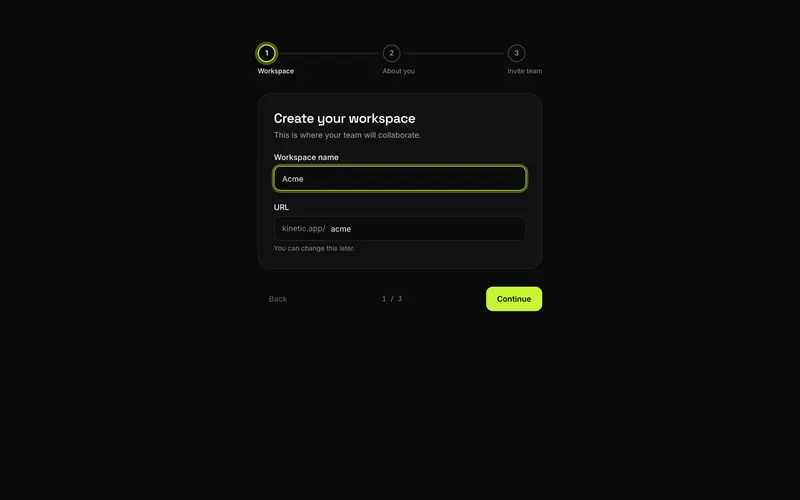 1 2 3
Workspace About you Invite team
Create your workspace
This is where your team will collaborate.
Workspace name
Acme
URL
kinetic.app/ acme
You can change this later.
Back 1 / 3 Continue